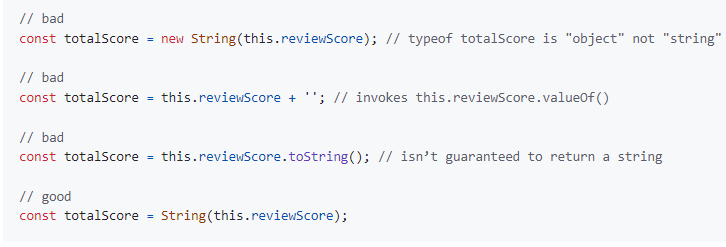 // bad
const totalScore = new String(this.reviewScore); // typeof totalScore is "object" not "string"
// bad
const totalScore = this.reviewScore + ''; // invokes this.reviewScore.valueOf()
// bad
const totalScore = this.reviewScore.toString(); // isn’t guaranteed to return a string
// good
const totalScore = String(this.reviewScore);